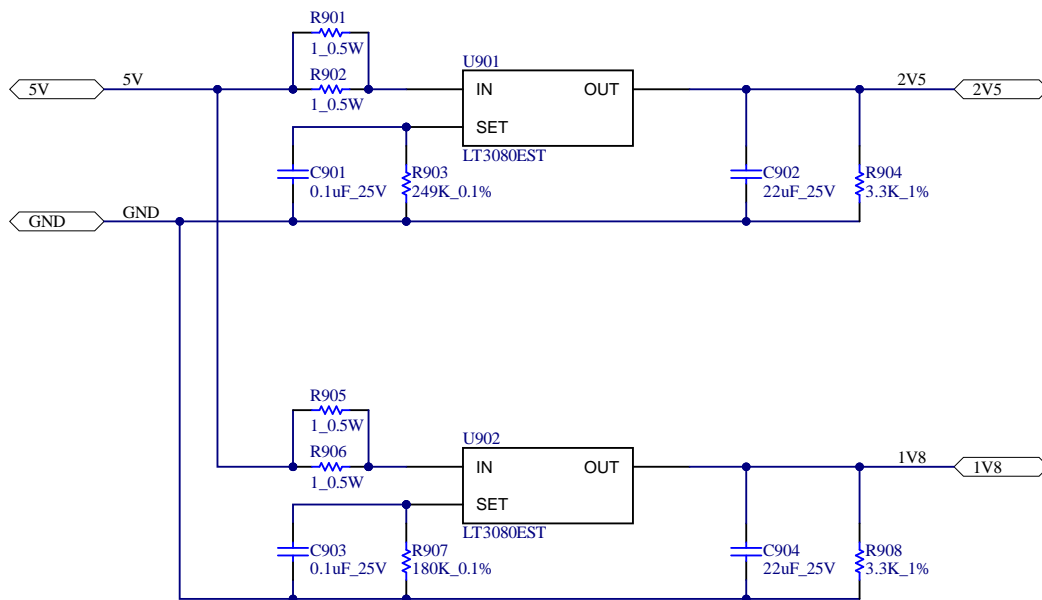 R901
1_0.5W
5V
5V
R902
1_0.5W
U901
IN
OUT
SET
LT3080EST
2V5
2V5
C901
0.1uF_25V
R903
249K_0.1%
C902
22uF_25V
R904
3.3K_1%
GND
GND
R905
1_0.5W
R906
1_0.5W
U902
IN
OUT
SET
LT3080EST
1V8
1V8
C903
0.1uF_25V
R907
180K_0.1%
C904
22uF_25V
R908
3.3K_1%